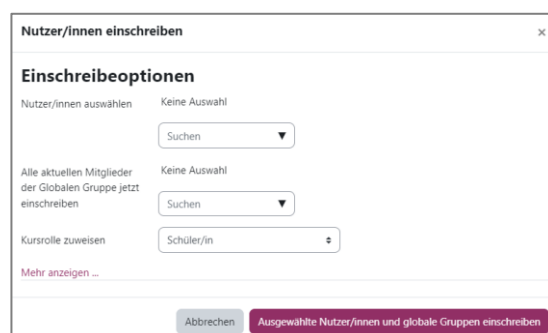 Nutzer/innen einschreiben
×
Einschreibeoptionen
Nutzer/innen auswählen
Keine Auswahl
Suchen ▼
Alle aktuellen Mitglieder
der Globalen Gruppe jetzt
einschreiben
Keine Auswahl
Suchen ▼
Kursrolle zuweisen
Schüler/in
Mehr anzeigen ...
Abbrechen
Ausgewählte Nutzer/innen und globale Gruppen einschreiben